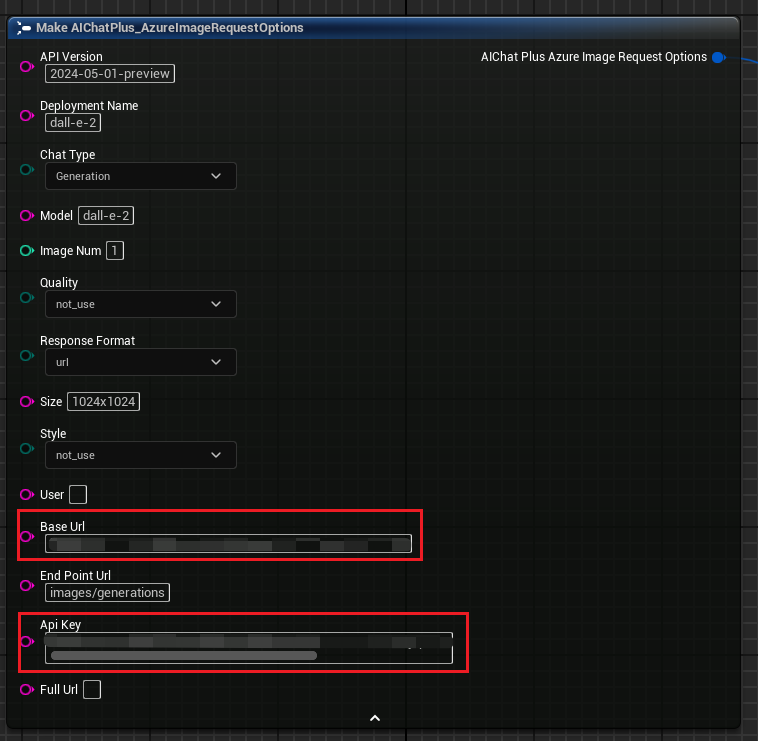 Make AIChatPlus_AzureImageRequestOptions
API Version
AIChat Plus Azure Image Request Options
2024-05-01-preview
Deployment Name
dall-e-2
Chat Type
Generation
Model dall-e-2
Image Num 1
Quality
not_use
Response Format
url
Size 1024x1024
Style
not_use
User
Base Url
End Point Url
images/generations
Api Key
Full Url